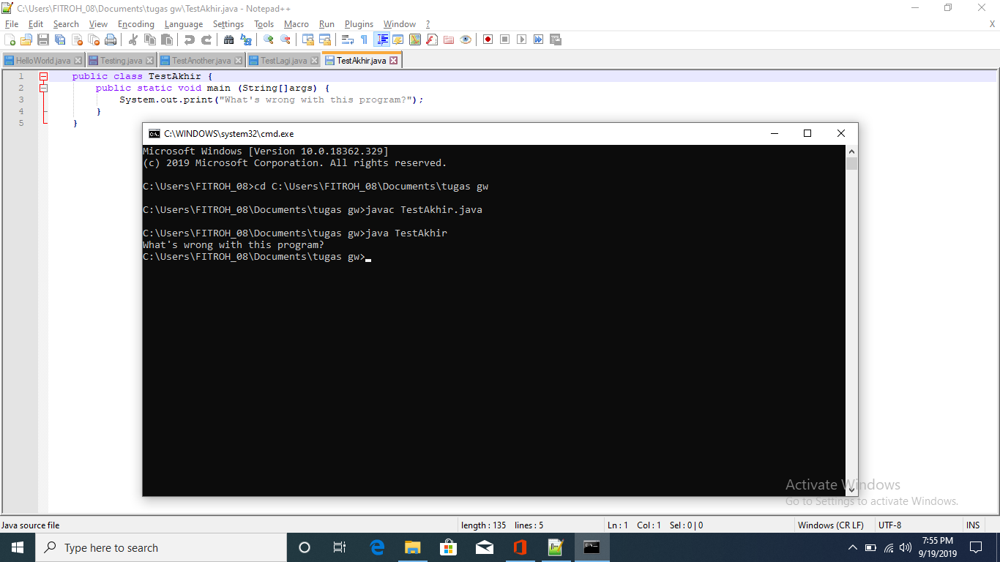 C:\Users\FITROH_08\Documents\tugas gw\TestAkhir.java - Notepad++
File Edit Search View Encoding Language Settings Tools Macro Run Plugins Window ? X
HelloWorld.java Testing.java TestAnother.java TestLagi.java TestAkhir.java
1 public class TestAkhir {
2 public static void main (String[]args) {
3 System.out.print("What's wrong with this program?");
4 }
5 }
C:\WINDOWS\system32\cmd.exe
Microsoft Windows [Version 10.0.18362.329]
(c) 2019 Microsoft Corporation. All rights reserved.
C:\Users\FITROH_08>cd C:\Users\FITROH_08\Documents\tugas gw
C:\Users\FITROH_08\Documents\tugas gw>javac TestAkhir.java
C:\Users\FITROH_08\Documents\tugas gw>java TestAkhir
What's wrong with this program?
C:\Users\FITROH_08\Documents\tugas gw>
Activate Windows
Go to Settings to activate Windows.
Java source file length : 135 lines : 5 Ln : 1 Col : 1 Sel : 0 | 0 Windows (CR LF) UTF-8 INS
Type here to search
7:55 PM
9/19/2019